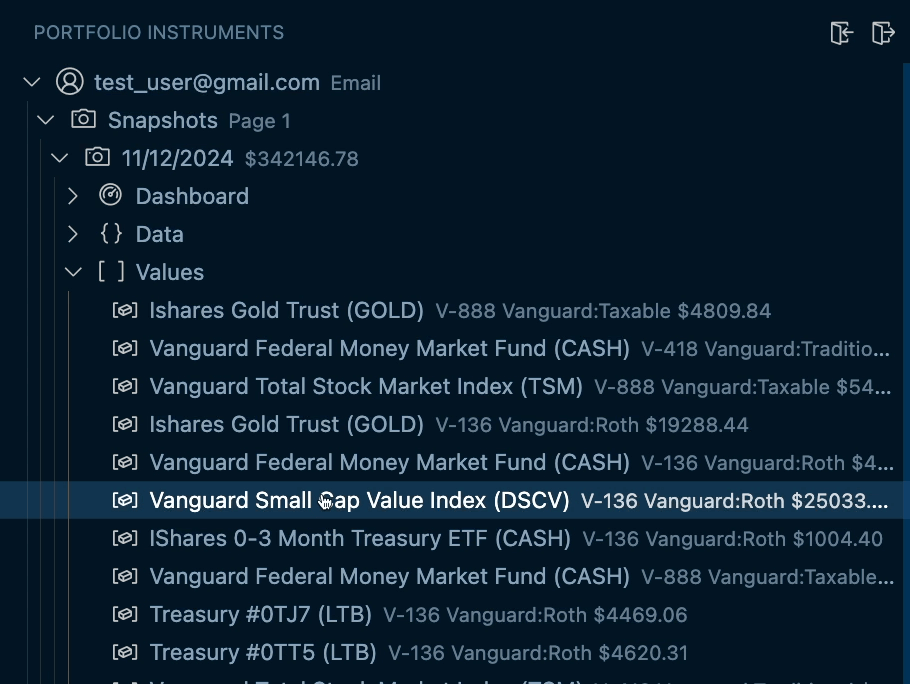 PORTFOLIO INSTRUMENTS
test_user@gmail.com Email
Snapshots Page 1
11/12/2024 $342146.78
Dashboard
{} Data
[ ] Values
Ishares Gold Trust (GOLD) V-888 Vanguard:Taxable $4809.84
Vanguard Federal Money Market Fund (CASH) V-418 Vanguard:Traditio...
Vanguard Total Stock Market Index (TSM) V-888 Vanguard:Taxable $54...
Ishares Gold Trust (GOLD) V-136 Vanguard:Roth $19288.44
Vanguard Federal Money Market Fund (CASH) V-136 Vanguard:Roth $4...
Vanguard Small Cap Value Index (DSCV) V-136 Vanguard:Roth $25033....
IShares 0-3 Month Treasury ETF (CASH) V-136 Vanguard:Roth $1004.40
Vanguard Federal Money Market Fund (CASH) V-888 Vanguard:Taxable...
Treasury #0TJ7 (LTB) V-136 Vanguard:Roth $4469.06
Treasury #0TT5 (LTB) V-136 Vanguard:Roth $4620.31